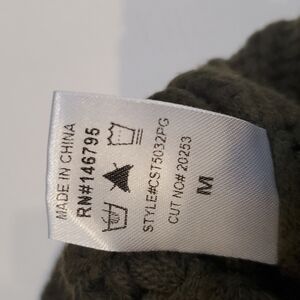 MADE IN CHINA
RN#146795
STYLE#CST5032PG
CUT NO# 20253
M